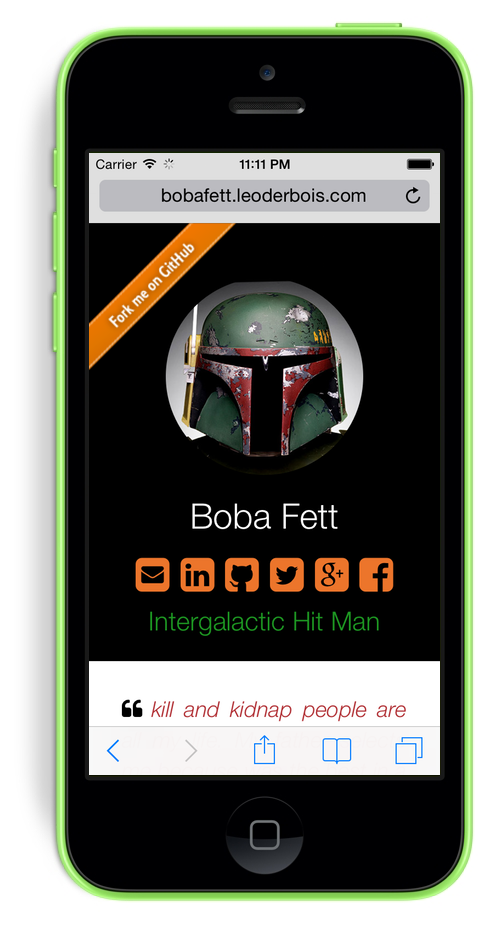 Carrier 11:11 PM
bobafett.leoderbois.com
Fork me on GitHub
Boba Fett
in g+ f
Intergalactic Hit Man
“ kill and kidnap people are